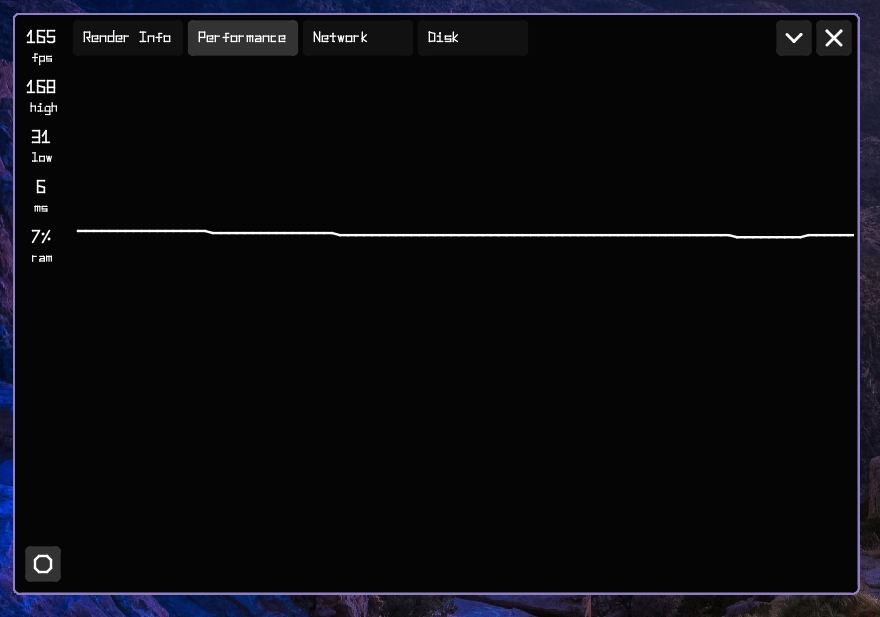 Render Info
Performance
Network
Disk
165
fps
168
high
31
low
6
ms
7%
ram